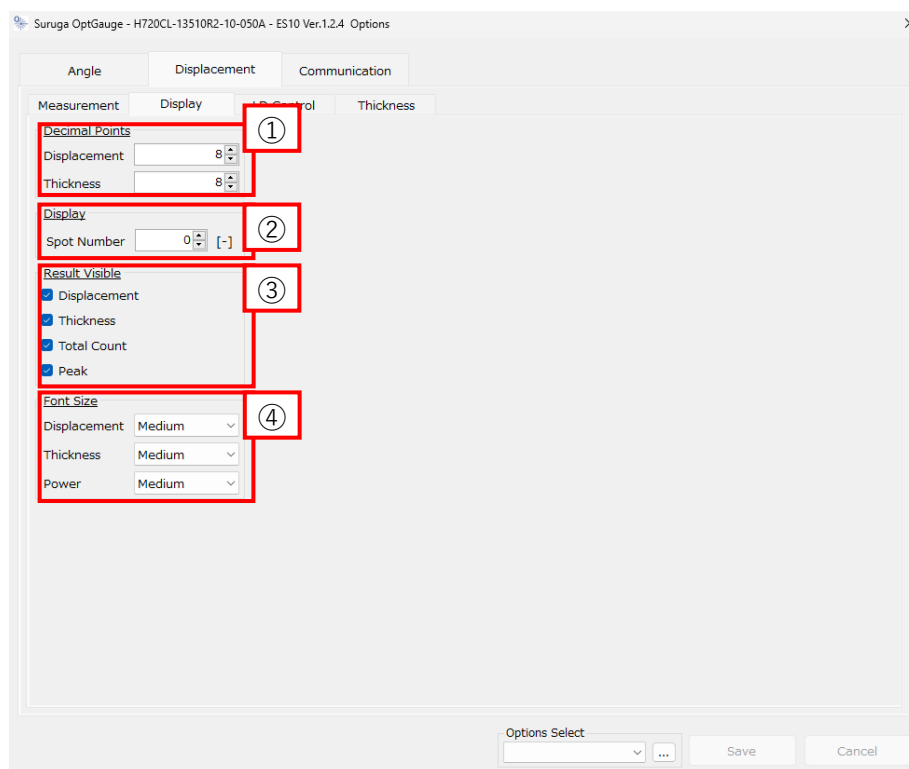 Suruga OptGauge - H720CL-13510R2-10-050A - ES10 Ver.1.2.4 Options
Angle Displacement Communication
Measurement Display LD Control Thickness
Decimal Points
①
Displacement 8
Thickness 8
Display
②
Spot Number 0 [-]
Result Visible
③
Displacement
Thickness
Total Count
Peak
Font Size
④
Displacement Medium
Thickness Medium
Power Medium
Options Select
...
Save
Cancel